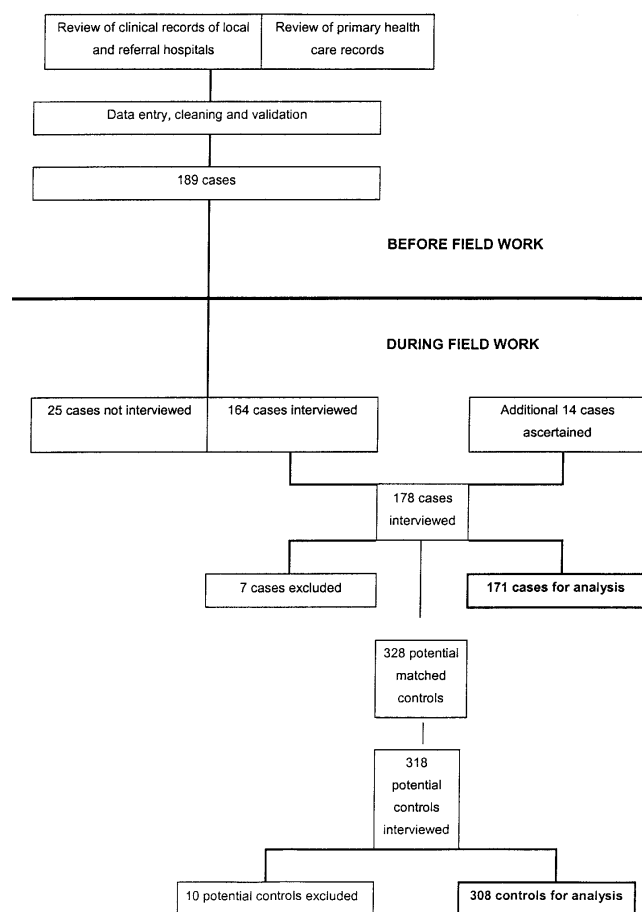 Review of clinical records of local
and referral hospitals
Review of primary health
care records
Data entry, cleaning and validation
189 cases
BEFORE FIELD WORK
DURING FIELD WORK
25 cases not interviewed
164 cases interviewed
Additional 14 cases
ascertained
178 cases
interviewed
7 cases excluded
171 cases for analysis
328 potential
matched
controls
318
potential
controls
interviewed
10 potential controls excluded
308 controls for analysis